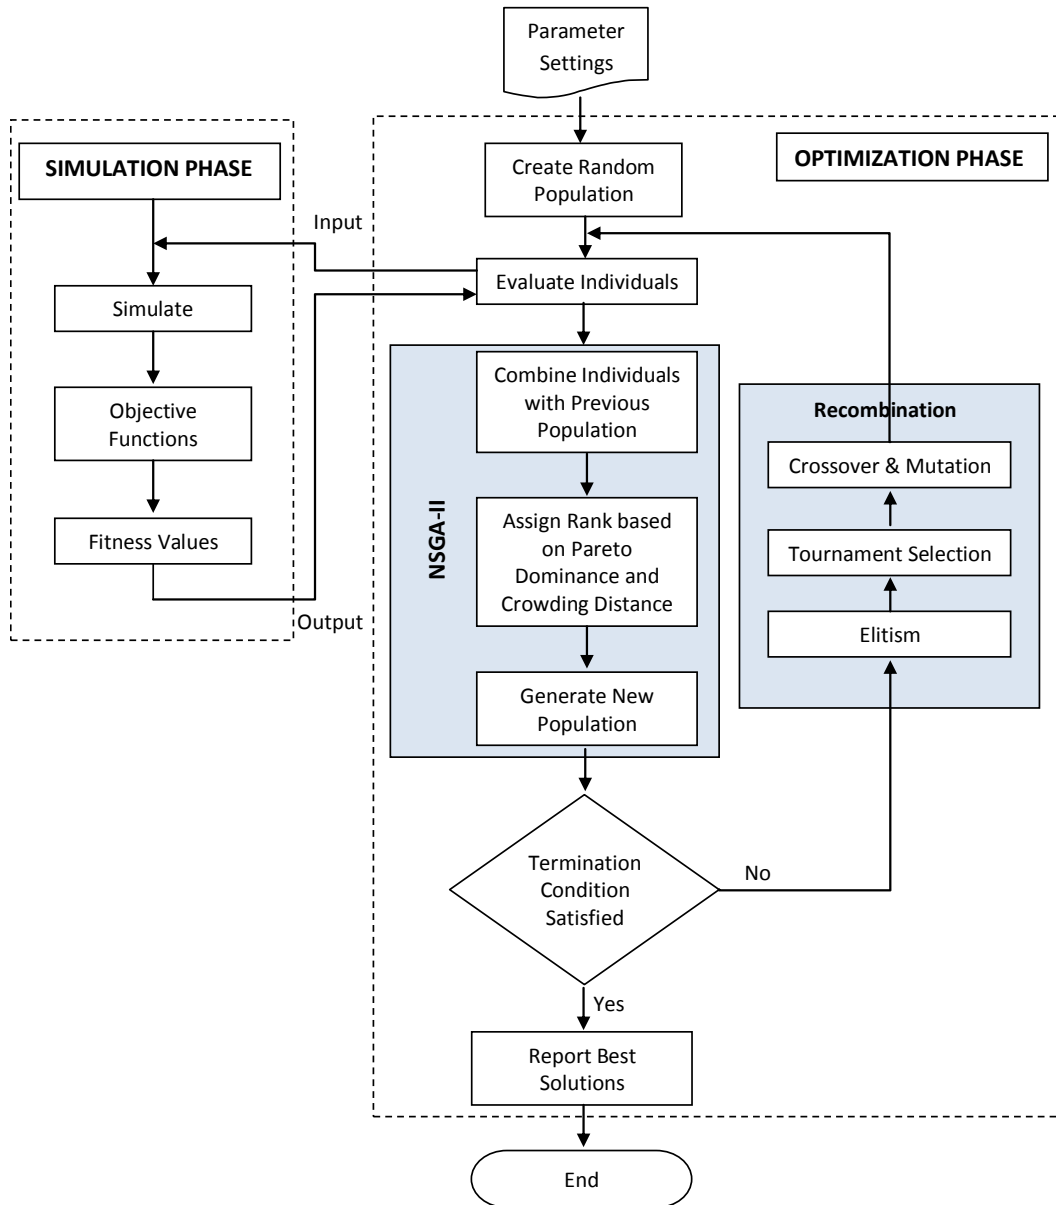 Parameter
Settings
SIMULATION PHASE
OPTIMIZATION PHASE
Create Random
Population
Input
Evaluate Individuals
Simulate
Combine Individuals
with Previous
Population
Objective
Functions
Recombination
Crossover & Mutation
NSGA-II
Assign Rank based
on Pareto
Dominance and
Crowding Distance
Fitness Values
Tournament Selection
Output
Elitism
Generate New
Population
Termination
Condition
Satisfied
No
Yes
Report Best
Solutions
End